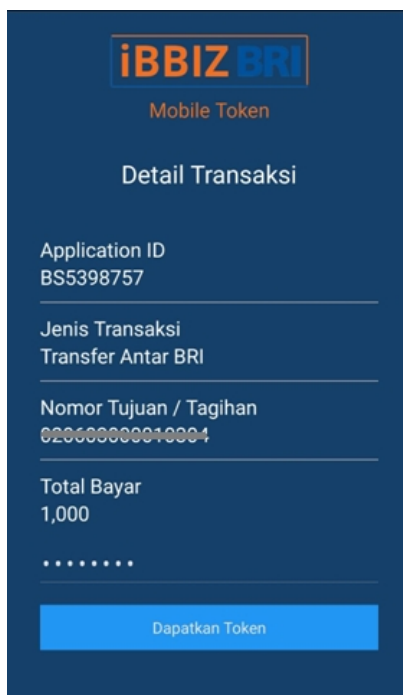 iBBIZ BRI
Mobile Token
Detail Transaksi
Application ID
BS5398757
Jenis Transaksi
Transfer Antar BRI
Nomor Tujuan / Tagihan
Total Bayar
1,000
••••••••
Dapatkan Token